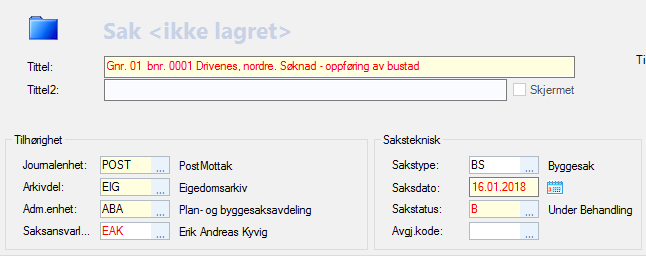 Sak <ikke lagret>
Tittel: Gnr. 01 bnr. 0001 Drivenes, nordre. Søknad - oppføring av bustad
Ti
Tittel2: Skjermet
Tilhørighet
Journalenhet: POST ... PostMottak
Arkivdel: EIG ... Eigedomsarkiv
Adm.enhet: ABA ... Plan- og byggesaksavdeling
Saksansvarl... EAK ... Erik Andreas Kyvig
Saksteknisk
Sakstype: BS ... Byggesak
Saksdato: 16.01.2018
Sakstatus: B ... Under Behandling
Avgj.kode: ...